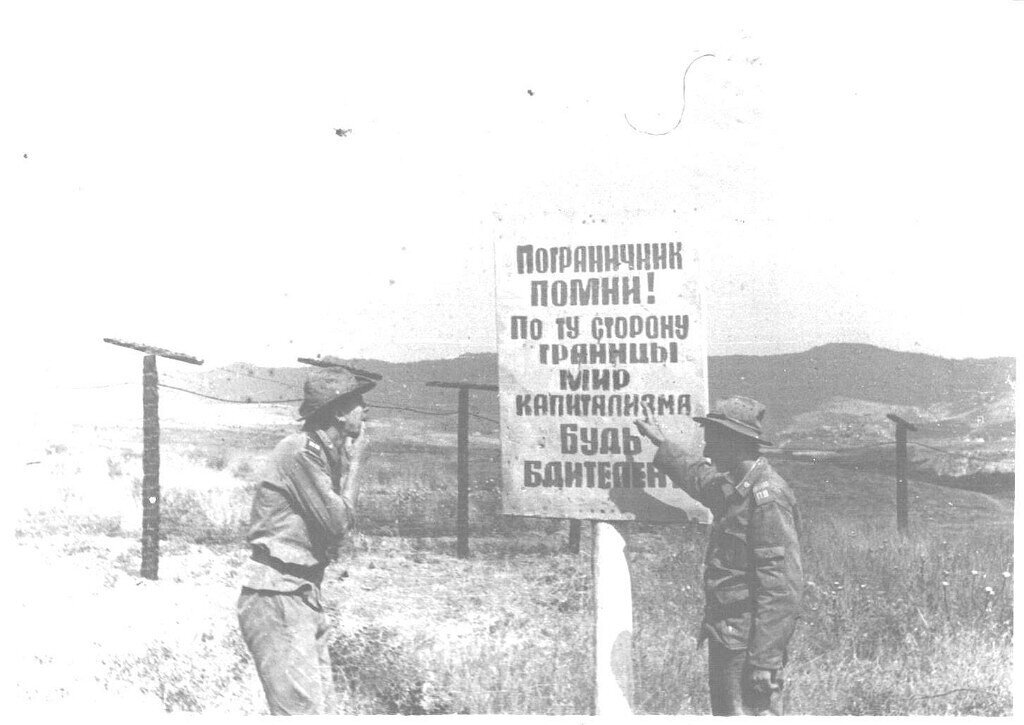 Пограничник
помни!
По ту сторону
границы
мир
капитализма
Будь
бдителен